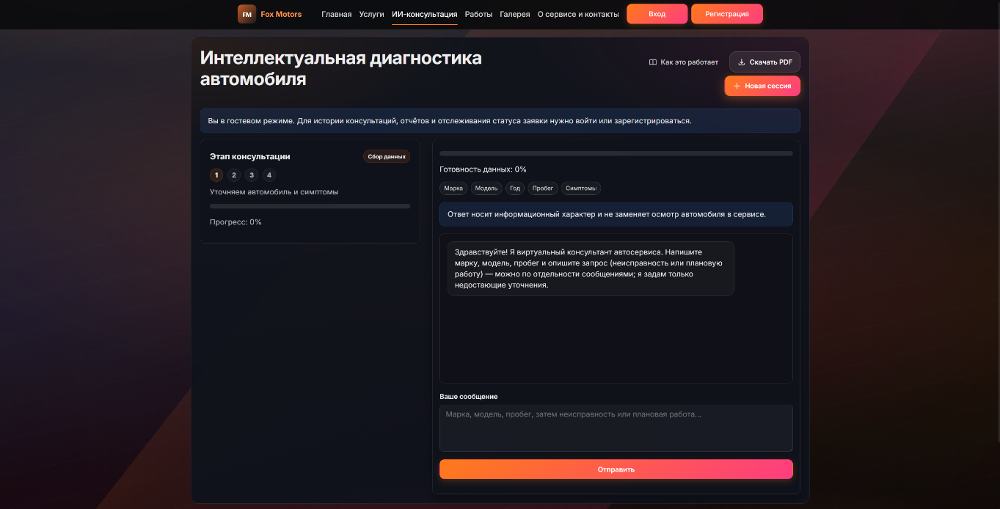 FM Fox Motors Главная Услуги ИИ-консультация Работы Галерея О сервисе и контакты Вход Регистрация
Интеллектуальная диагностика
автомобиля
Как это работает
Скачать PDF
Новая сессия
Вы в гостевом режиме. Для истории консультаций, отчётов и отслеживания статуса заявки нужно войти или зарегистрироваться.
Этап консультации
Сбор данных
1 2 3 4
Уточняем автомобиль и симптомы
Прогресс: 0%
Готовность данных: 0%
Марка Модель Год Пробег Симптомы
Ответ носит информационный характер и не заменяет осмотр автомобиля в сервисе.
Здравствуйте! Я виртуальный консультант автосервиса. Напишите
марку, модель, пробег и опишите запрос (неисправность или плановую
работу) — можно по отдельности сообщениями; я задам только
недостающие уточнения.
Ваше сообщение
Марка, модель, пробег, затем неисправность или плановая работа...
Отправить